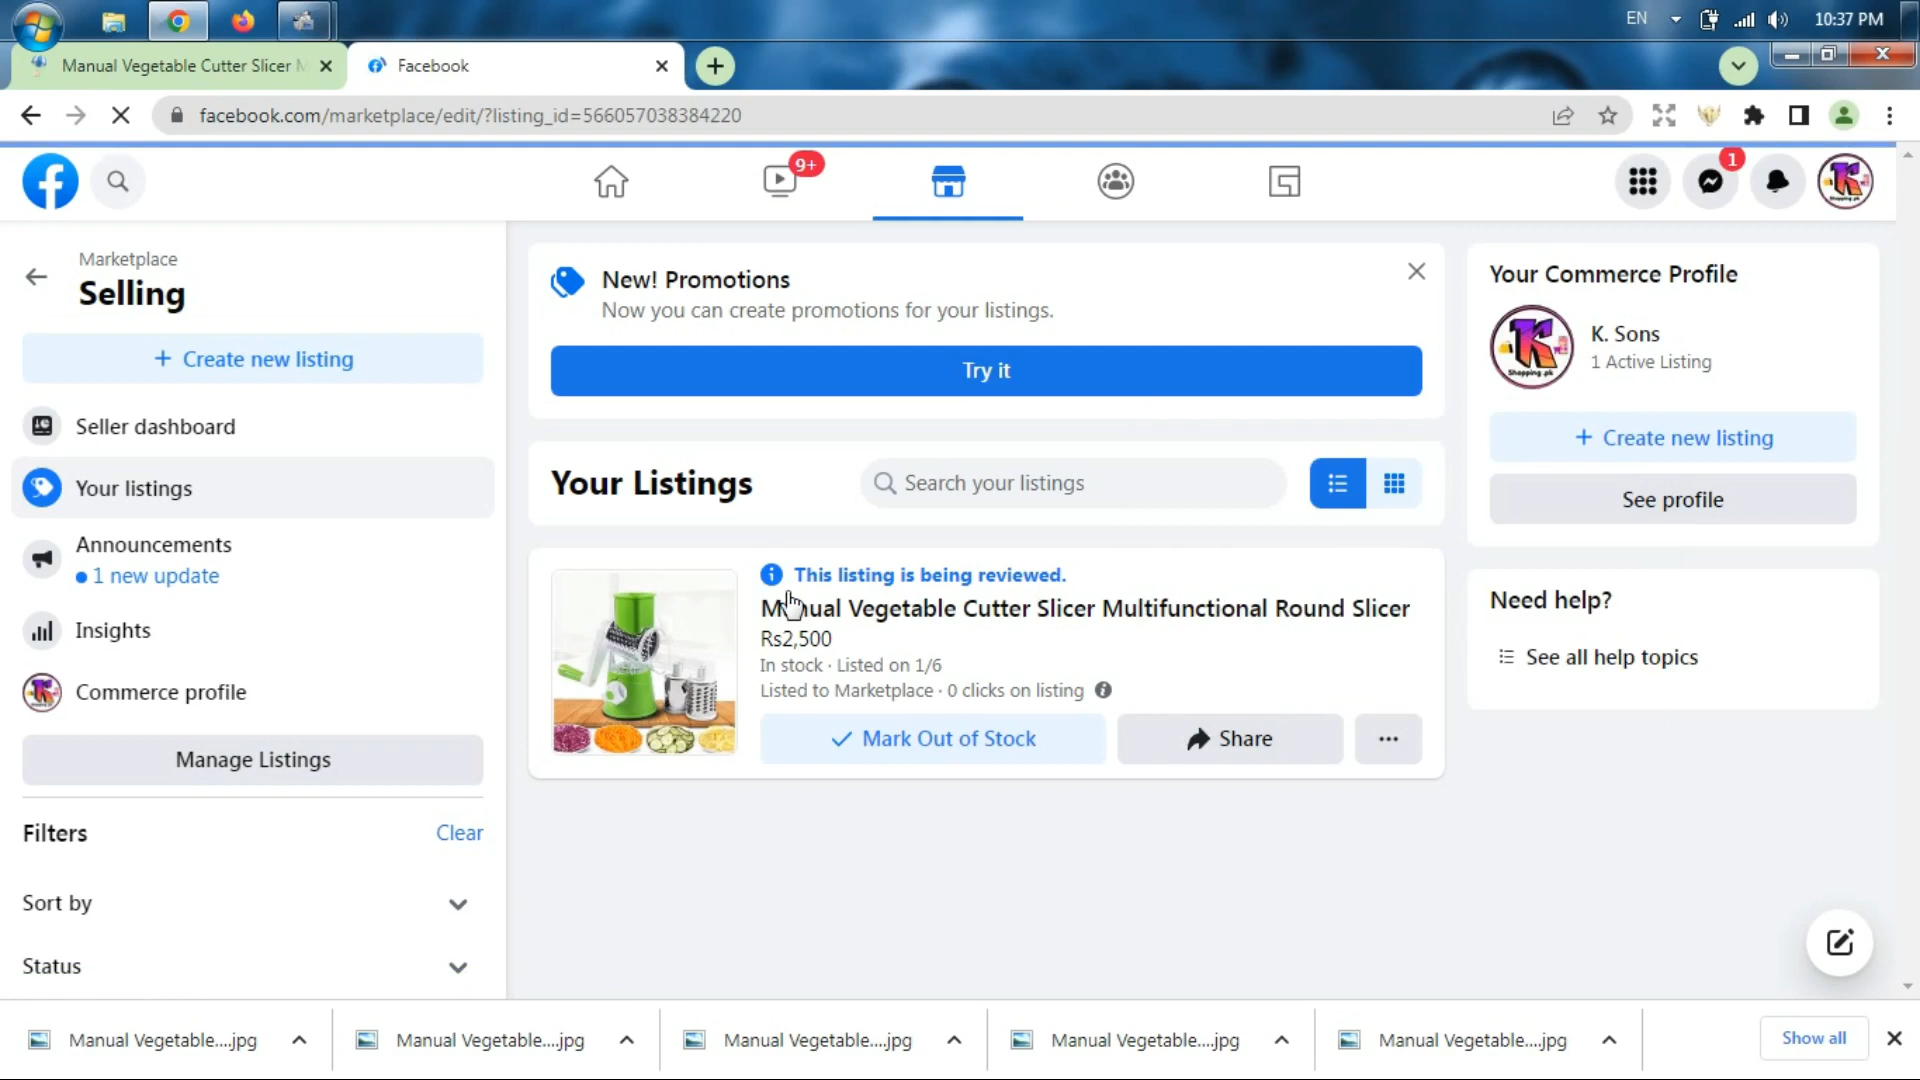 EN
10:37 PM
Manual Vegetable Cutter Slicer M
Facebook
facebook.com/marketplace/edit/?listing_id=566057038384220
9+
1
Marketplace
Selling
+ Create new listing
Seller dashboard
Your listings
Announcements
1 new update
Insights
Commerce profile
Manage Listings
Filters
Clear
Sort by
Status
New! Promotions
Now you can create promotions for your listings.
Try it
Your Listings
Search your listings
This listing is being reviewed.
Manual Vegetable Cutter Slicer Multifunctional Round Slicer
Rs2,500
In stock · Listed on 1/6
Listed to Marketplace · 0 clicks on listing
Mark Out of Stock
Share
Your Commerce Profile
Shopping.pk
K. Sons
1 Active Listing
+ Create new listing
See profile
Need help?
See all help topics
Manual Vegetable....jpg
Manual Vegetable....jpg
Manual Vegetable....jpg
Manual Vegetable....jpg
Manual Vegetable....jpg
Show all